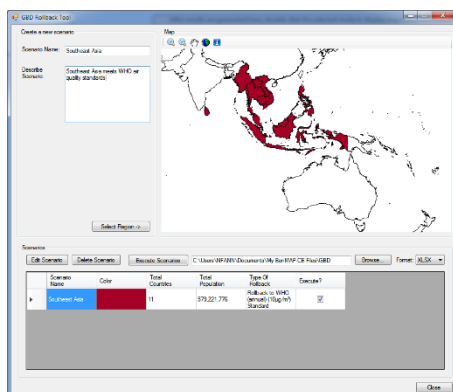 GBD Rollback Tool
Create a new scenario
Scenario Name:
Southeast Asia
Describe
Scenario:
Southeast Asia meets WHO air
quality standards
Select Region ->
Map
Scenarios
Edit Scenario
Delete Scenario
Execute Scenarios
Browse...
Format:
XLSX
Scenario
Name
Color
Total
Countries
Total
Population
Type Of
Rollback
Execute?
Southeast Asia
11
579,221,776
Rollback to WHO
(annual) (10µg/m³)
Standard
Close